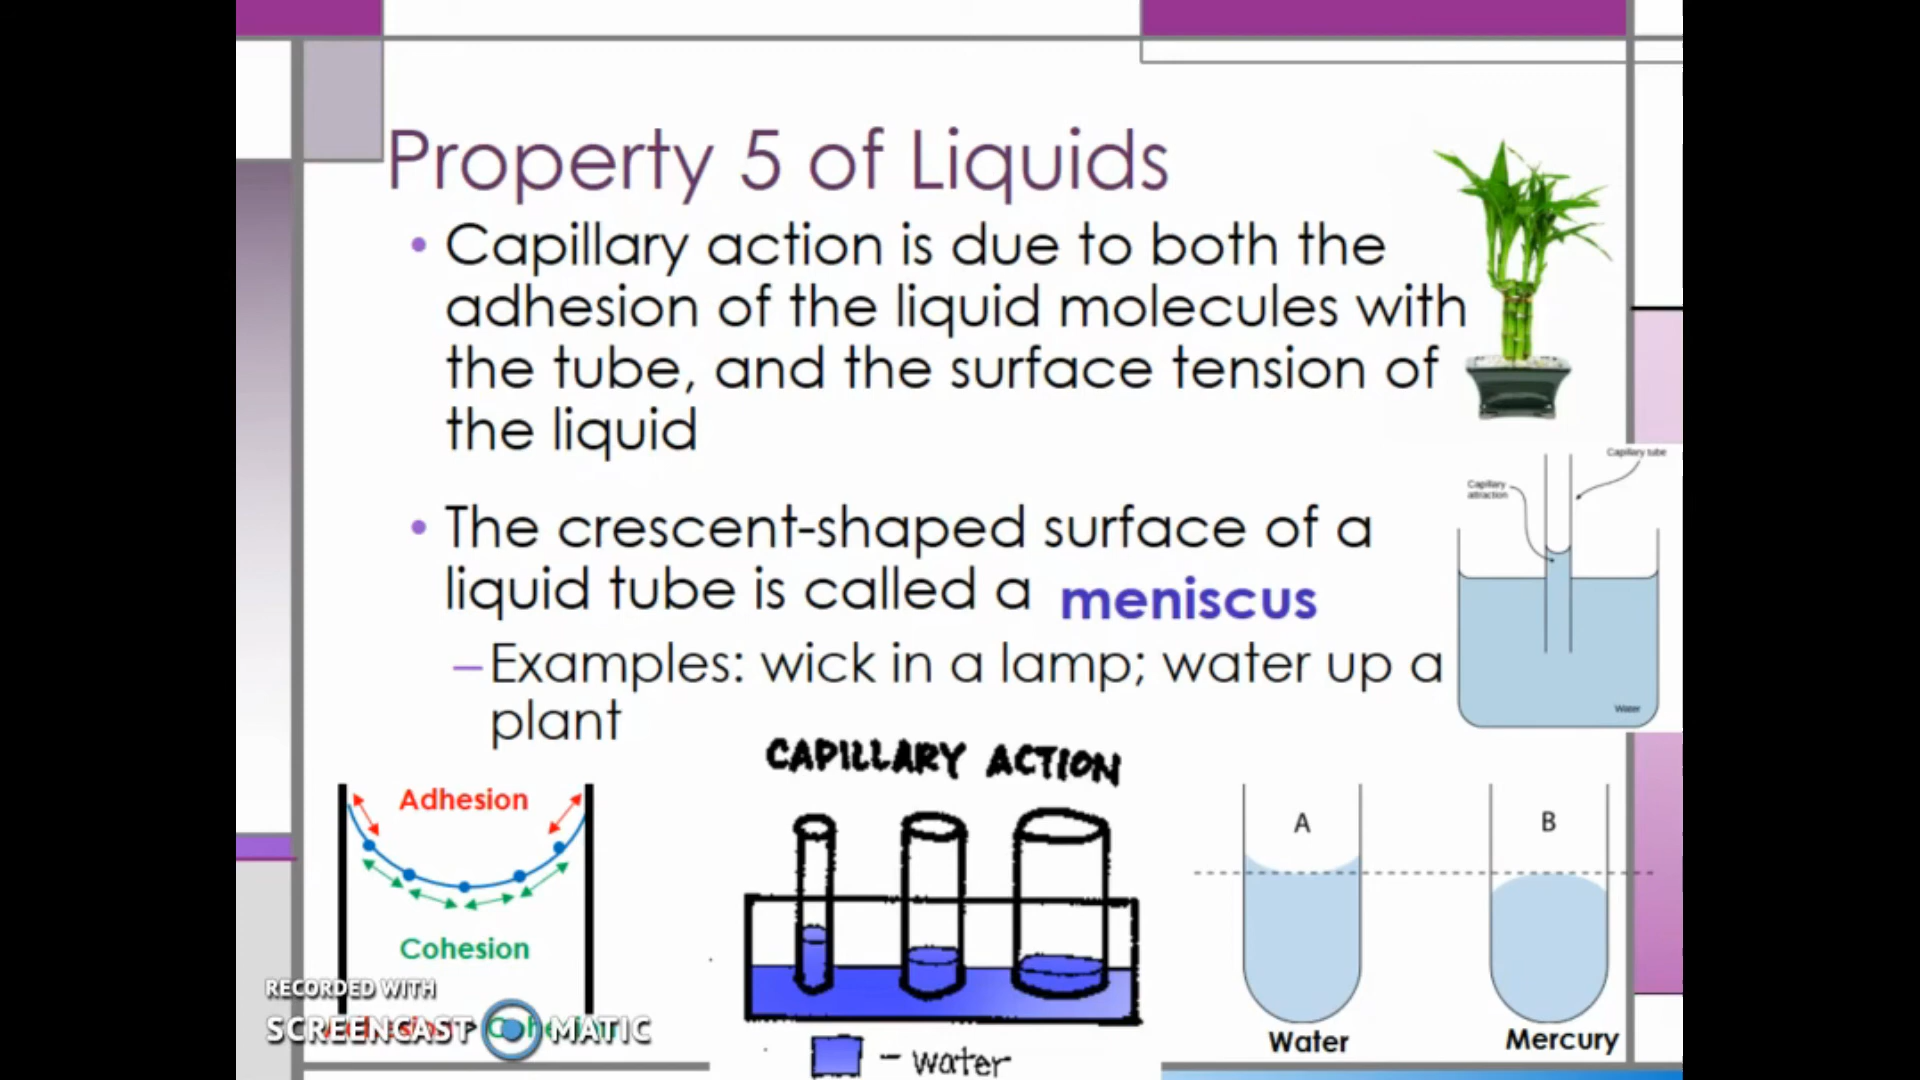 Property 5 of Liquids
• Capillary action is due to both the
adhesion of the liquid molecules with
the tube, and the surface tension of
the liquid
• The crescent-shaped surface of a
liquid tube is called a meniscus
–Examples: wick in a lamp; water up a
plant
Capillary tube
Capillary
attraction
Water
Adhesion
Cohesion
CAPILLARY ACTION
- water
A
B
Water
Mercury
RECORDED WITH
SCREENCAST MATIC